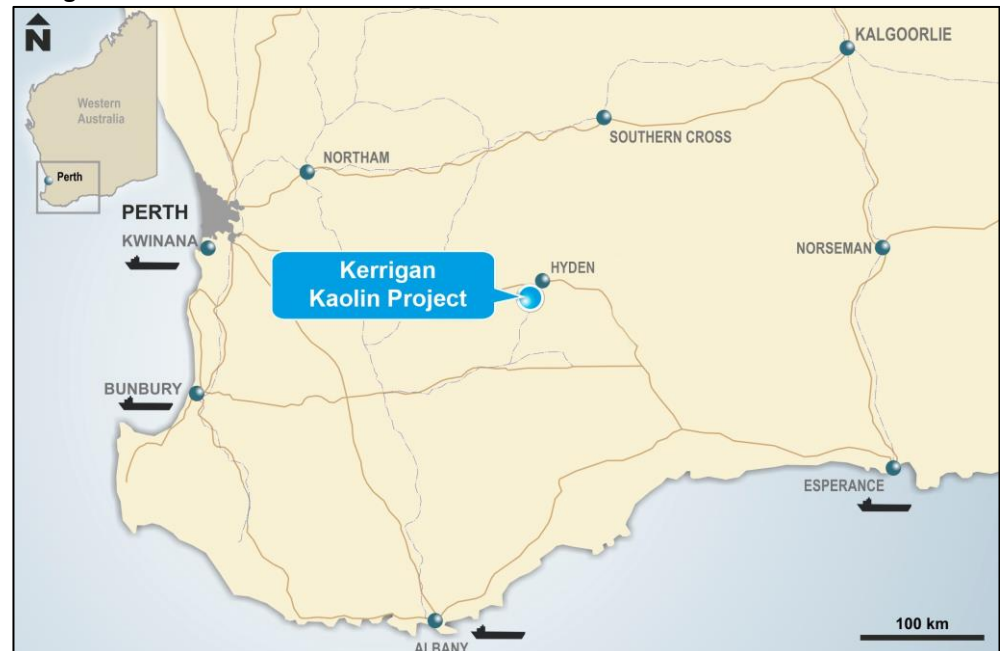 N
Western
Australia
Perth
KALGOORLIE
SOUTHERN CROSS
NORTHAM
PERTH
KWINANA
NORSEMAN
HYDEN
Kerrigan
Kaolin Project
BUNBURY
ESPERANCE
100 km
ALBANY